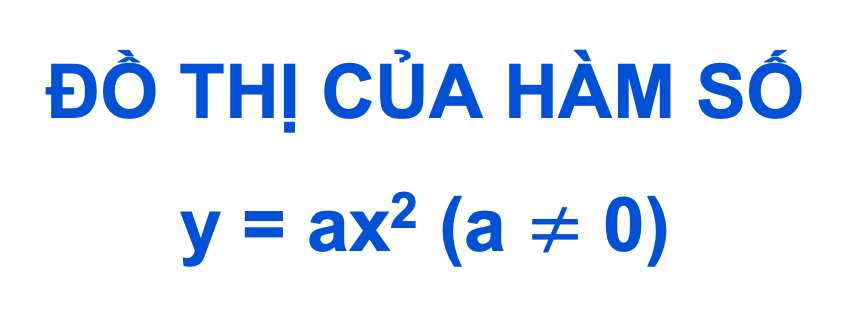 ĐỒ THỊ CỦA HÀM SỐ
y = ax² (a ≠ 0)